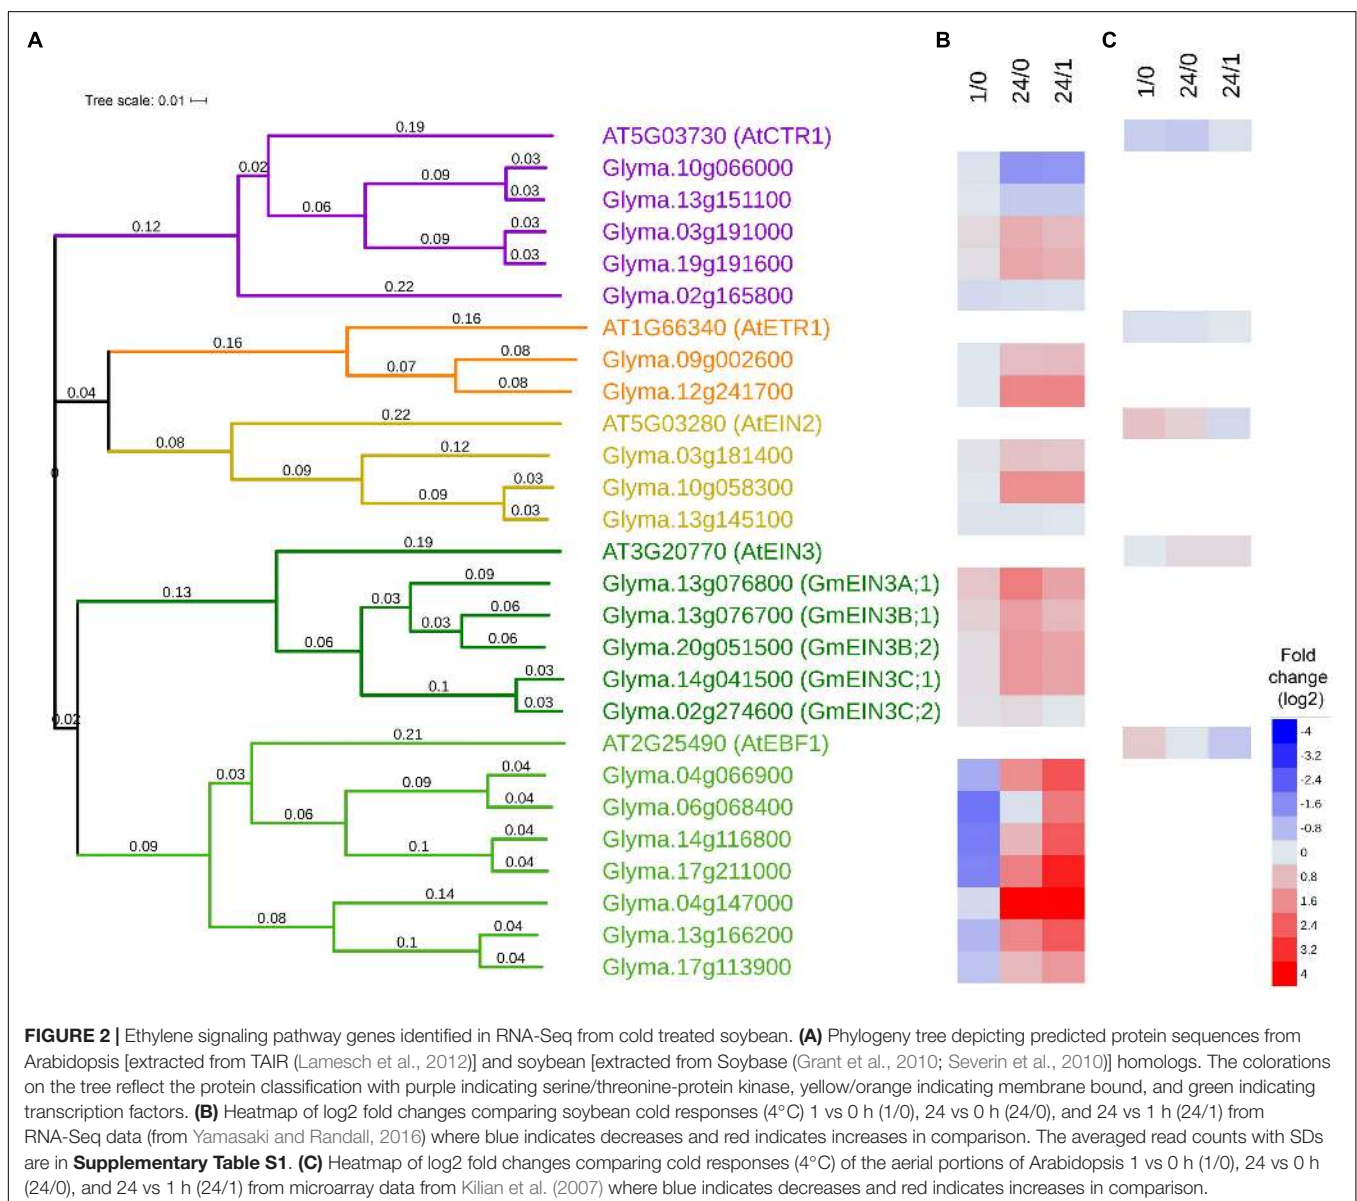 A
B
C
1/0
24/0
24/1
1/0
24/0
24/1
Tree scale: 0.01
0.19
AT5G03730 (AtCTR1)
0.02
0.03
Glyma.10g066000
0.09
0.03
Glyma.13g151100
0.06
0.03
Glyma.03g191000
0.12
0.09
0.03
Glyma.19g191600
0.22
Glyma.02g165800
0.16
AT1G66340 (AtETR1)
0.16
0.08
Glyma.09g002600
0.07
0.08
Glyma.12g241700
0.04
0.22
AT5G03280 (AtEIN2)
0.08
0.12
Glyma.03g181400
0.09
0.03
Glyma.10g058300
0.09
0.03
Glyma.13g145100
0
0.19
AT3G20770 (AtEIN3)
0.13
0.09
Glyma.13g076800 (GmEIN3A;1)
0.03
0.06
Glyma.13g076700 (GmEIN3B;1)
0.03
0.06
Glyma.20g051500 (GmEIN3B;2)
0.06
0.03
Glyma.14g041500 (GmEIN3C;1)
0.1
0.03
Glyma.02g274600 (GmEIN3C;2)
0.02
0.21
AT2G25490 (AtEBF1)
0.03
0.04
Glyma.04g066900
0.09
0.04
Glyma.06g068400
0.06
0.04
Glyma.14g116800
0.1
0.04
Glyma.17g211000
0.09
0.14
Glyma.04g147000
0.08
0.04
Glyma.13g166200
0.1
0.04
Glyma.17g113900
Fold
change
(log2)
-4
-3.2
-2.4
-1.6
-0.8
0
0.8
1.6
2.4
3.2
4
FIGURE 2 | Ethylene signaling pathway genes identified in RNA-Seq from cold treated soybean. (A) Phylogeny tree depicting predicted protein sequences from
Arabidopsis [extracted from TAIR (Lamesch et al., 2012)] and soybean [extracted from Soybase (Grant et al., 2010; Severin et al., 2010)] homologs. The colorations
on the tree reflect the protein classification with purple indicating serine/threonine-protein kinase, yellow/orange indicating membrane bound, and green indicating
transcription factors. (B) Heatmap of log2 fold changes comparing soybean cold responses (4°C) 1 vs 0 h (1/0), 24 vs 0 h (24/0), and 24 vs 1 h (24/1) from
RNA-Seq data (from Yamasaki and Randall, 2016) where blue indicates decreases and red indicates increases in comparison. The averaged read counts with SDs
are in Supplementary Table S1. (C) Heatmap of log2 fold changes comparing cold responses (4°C) of the aerial portions of Arabidopsis 1 vs 0 h (1/0), 24 vs 0 h
(24/0), and 24 vs 1 h (24/1) from microarray data from Kilian et al. (2007) where blue indicates decreases and red indicates increases in comparison.